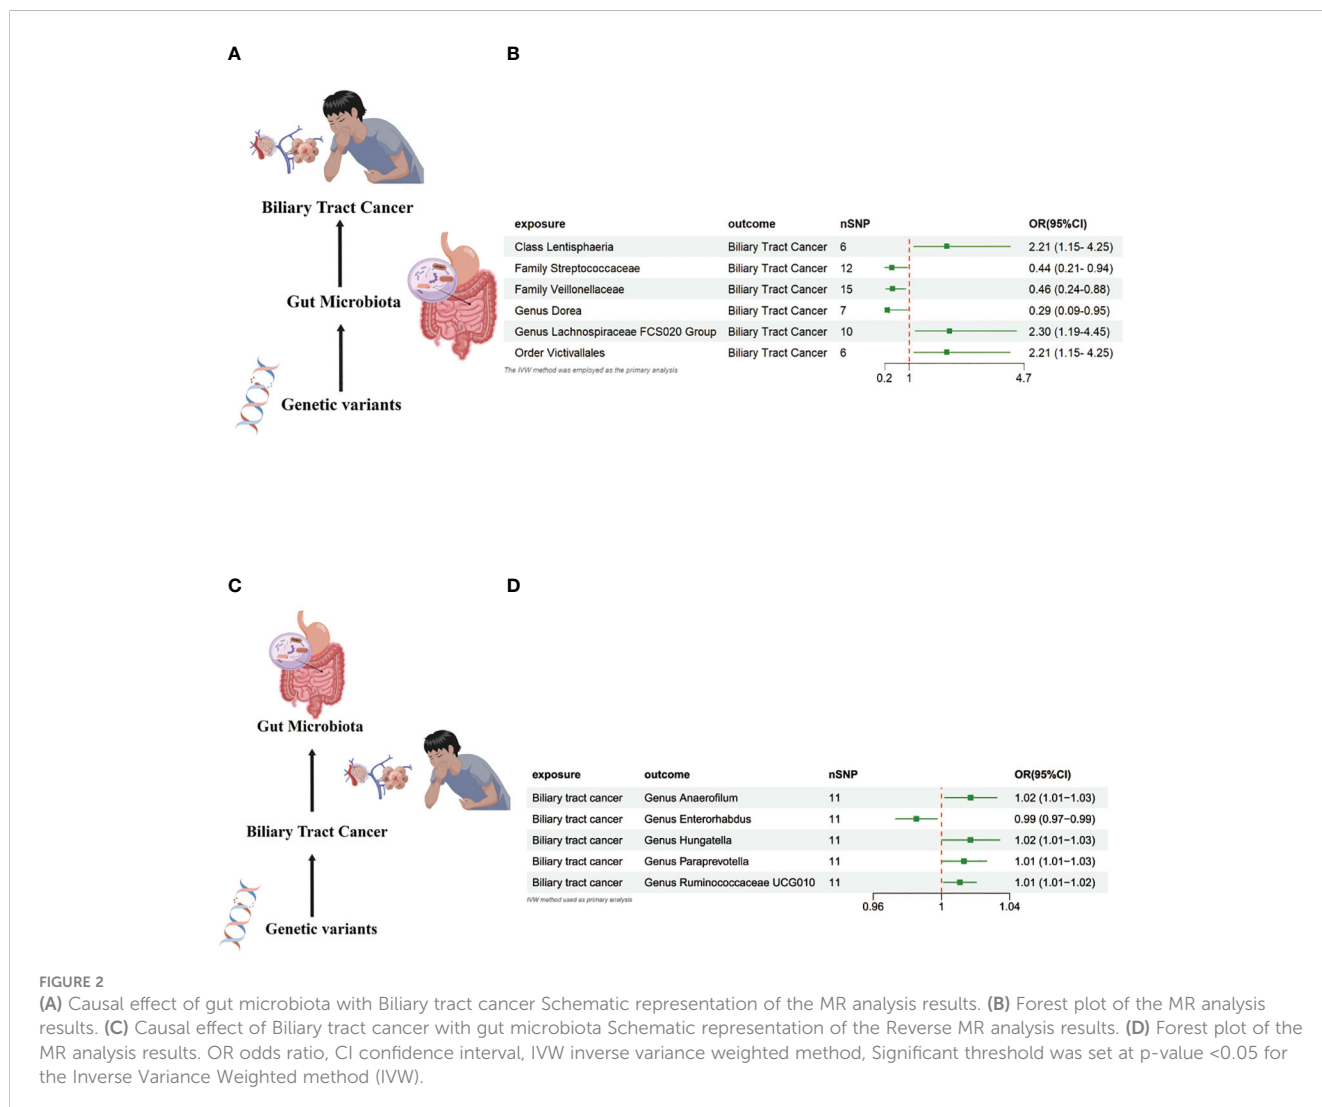 A
Biliary Tract Cancer
Gut Microbiota
Genetic variants
B
exposure outcome nSNP OR(95%CI)
Class Lentisphaeria Biliary Tract Cancer 6 2.21 (1.15- 4.25)
Family Streptococcaceae Biliary Tract Cancer 12 0.44 (0.21- 0.94)
Family Veillonellaceae Biliary Tract Cancer 15 0.46 (0.24-0.88)
Genus Dorea Biliary Tract Cancer 7 0.29 (0.09-0.95)
Genus Lachnospiraceae FCS020 Group Biliary Tract Cancer 10 2.30 (1.19-4.45)
Order Victivallales Biliary Tract Cancer 6 2.21 (1.15- 4.25)
The IVW method was employed as the primary analysis
0.2 1 4.7
C
Gut Microbiota
Biliary Tract Cancer
Genetic variants
D
exposure outcome nSNP OR(95%CI)
Biliary tract cancer Genus Anaerofilum 11 1.02 (1.01−1.03)
Biliary tract cancer Genus Enterorhabdus 11 0.99 (0.97−0.99)
Biliary tract cancer Genus Hungatella 11 1.02 (1.01−1.03)
Biliary tract cancer Genus Paraprevotella 11 1.01 (1.01−1.03)
Biliary tract cancer Genus Ruminococcaceae UCG010 11 1.01 (1.01−1.02)
IVW method used as primary analysis
0.96 1 1.04
FIGURE 2
(A) Causal effect of gut microbiota with Biliary tract cancer Schematic representation of the MR analysis results. (B) Forest plot of the MR analysis
results. (C) Causal effect of Biliary tract cancer with gut microbiota Schematic representation of the Reverse MR analysis results. (D) Forest plot of the
MR analysis results. OR odds ratio, CI confidence interval, IVW inverse variance weighted method, Significant threshold was set at p-value <0.05 for
the Inverse Variance Weighted method (IVW).